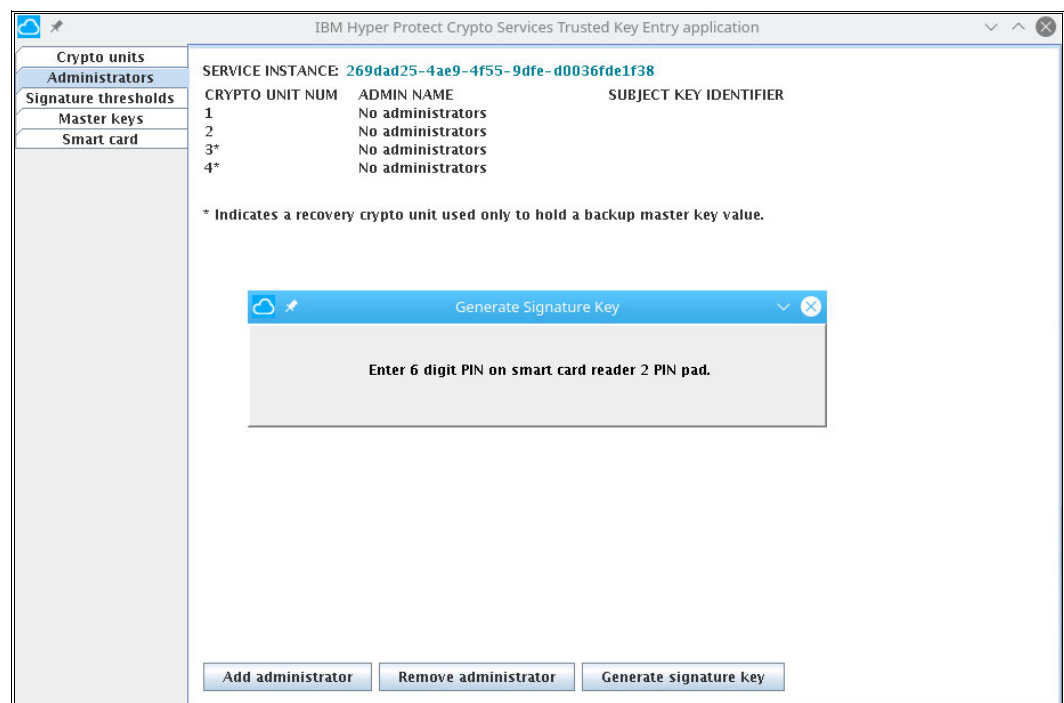 IBM Hyper Protect Crypto Services Trusted Key Entry application
Crypto units
Administrators
Signature thresholds
Master keys
Smart card
SERVICE INSTANCE: 269dad25-4ae9-4f55-9dfe-d0036fde1f38
CRYPTO UNIT NUM ADMIN NAME SUBJECT KEY IDENTIFIER
1 No administrators
2 No administrators
3* No administrators
4* No administrators
* Indicates a recovery crypto unit used only to hold a backup master key value.
Generate Signature Key
Enter 6 digit PIN on smart card reader 2 PIN pad.
Add administrator Remove administrator Generate signature key